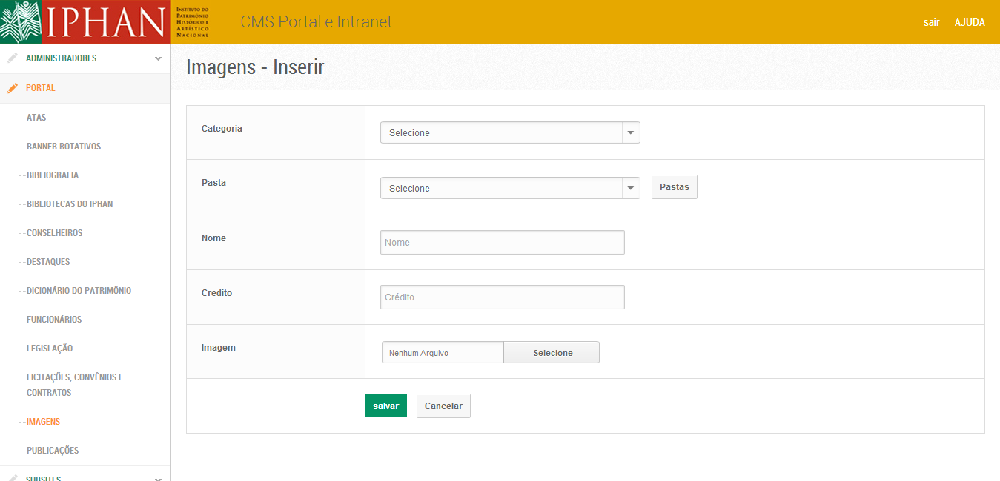 IPHAN
INSTITUTO DO
PATRIMÔNIO
HISTÓRICO E
ARTÍSTICO
NACIONAL
CMS Portal e Intranet
sair AJUDA
ADMINISTRADORES
PORTAL
ATAS
BANNER ROTATIVOS
BIBLIOGRAFIA
BIBLIOTECAS DO IPHAN
CONSELHEIROS
DESTAQUES
DICIONÁRIO DO PATRIMÔNIO
FUNCIONÁRIOS
LEGISLAÇÃO
LICITAÇÕES, CONVÊNIOS E
CONTRATOS
IMAGENS
PUBLICAÇÕES
SUBSITES
Imagens - Inserir
Categoria Selecione
Pasta Selecione Pastas
Nome Nome
Credito Crédito
Imagem Nenhum Arquivo Selecione
salvar Cancelar